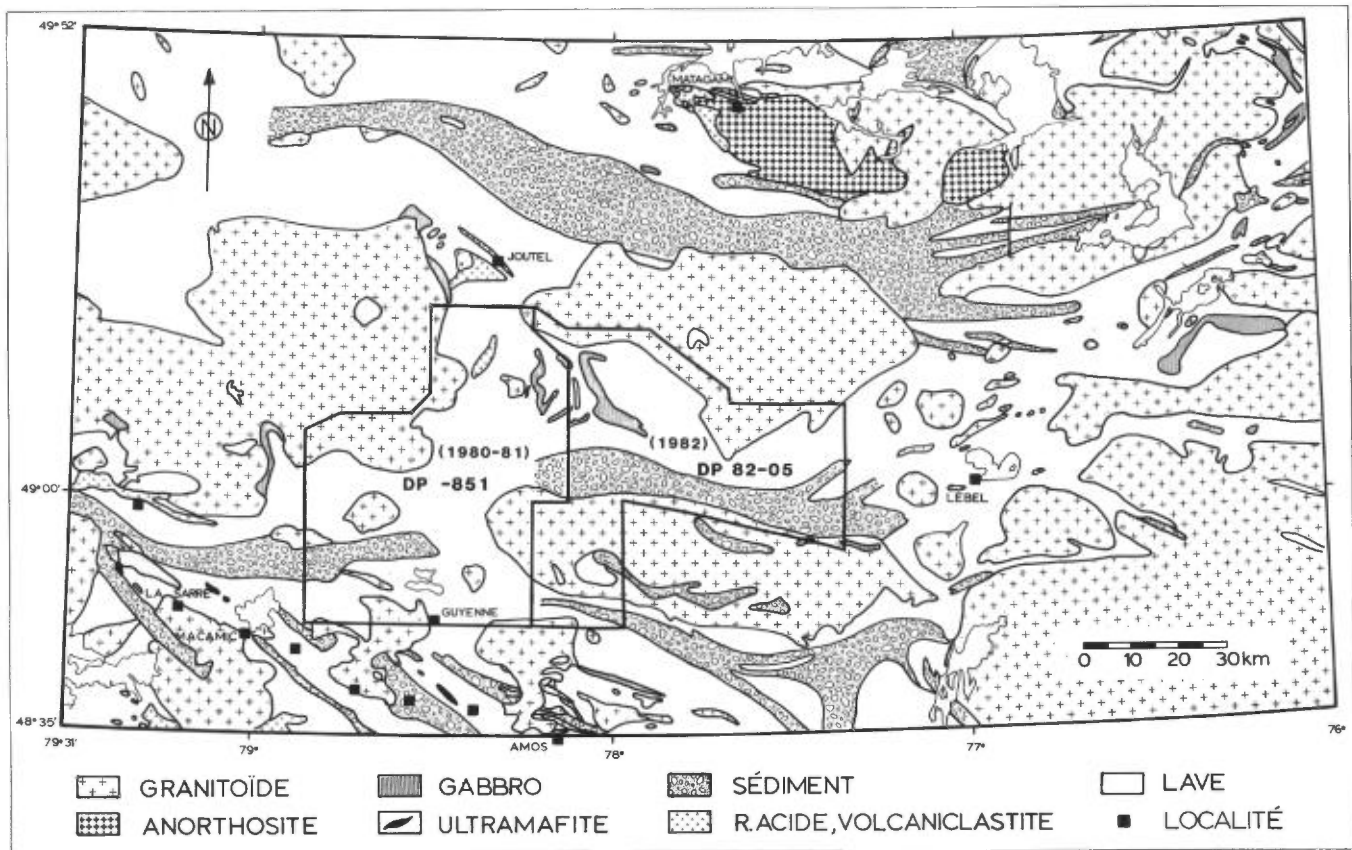 49° 52'
N
MATAGAMI
JOUTEL
(1980-81)
DP -851
(1982)
DP 82-05
49° 00'
LEBEL
LA SARRE
MACAMIC
GUYENNE
0 10 20 30km
48° 35'
79° 31'
79°
AMOS
78°
77°
76°
GRANITOÏDE
GABBRO
SÉDIMENT
LAVE
ANORTHOSITE
ULTRAMAFITE
R.ACIDE, VOLCANICLASTITE
LOCALITÉ